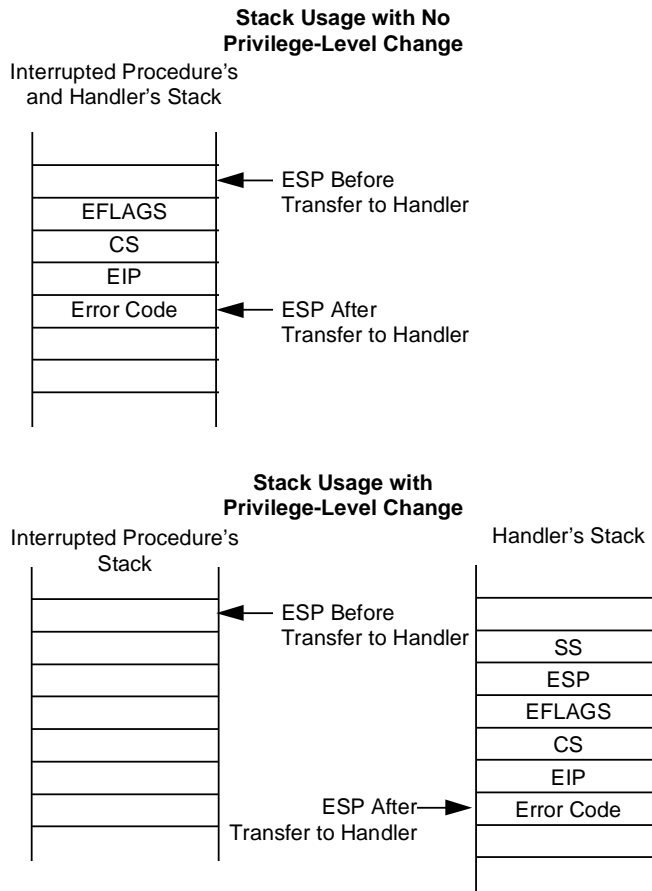 Stack Usage with No
Privilege-Level Change
Interrupted Procedure's
and Handler's Stack
ESP Before
Transfer to Handler
EFLAGS
CS
EIP
Error Code
ESP After
Transfer to Handler
Stack Usage with
Privilege-Level Change
Interrupted Procedure's
Stack
Handler's Stack
ESP Before
Transfer to Handler
SS
ESP
EFLAGS
CS
EIP
ESP After
Transfer to Handler
Error Code